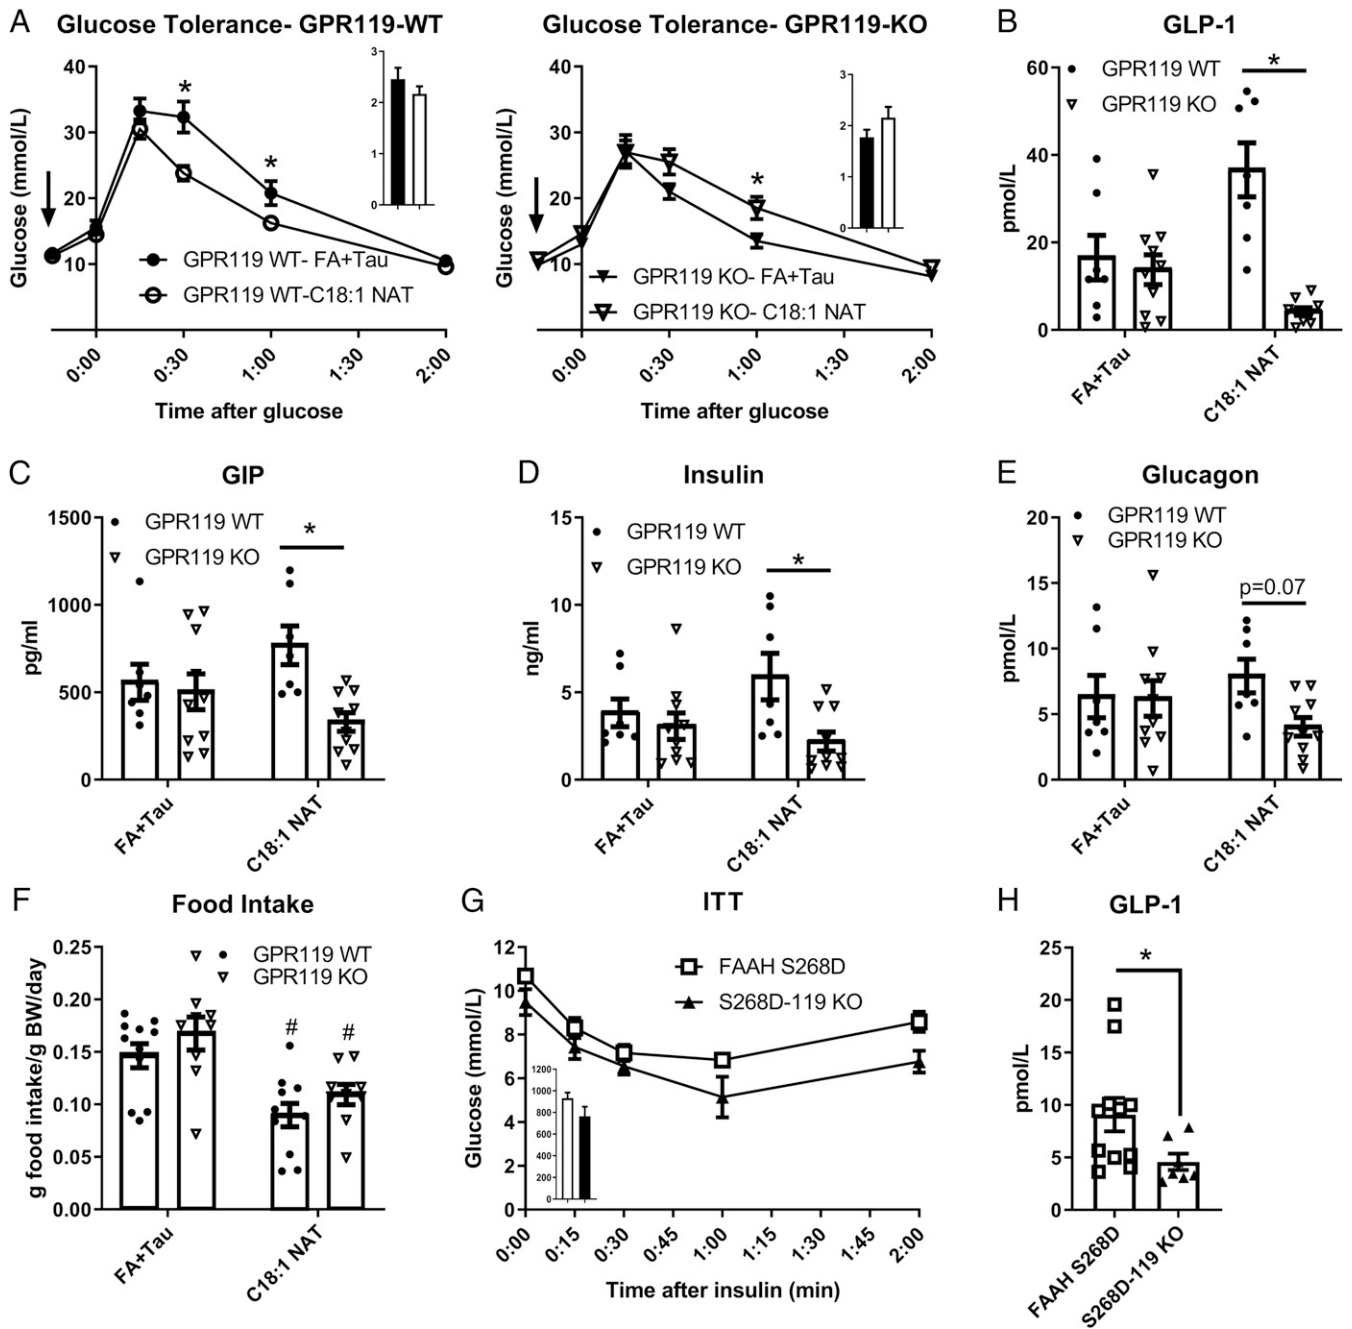 A
Glucose Tolerance- GPR119-WT
Glucose (mmol/L)
40
30
20
10
*
*
3
2
1
0
GPR119 WT- FA+Tau
GPR119 WT-C18:1 NAT
0:00
0:30
1:00
1:30
2:00
Time after glucose
Glucose Tolerance- GPR119-KO
Glucose (mmol/L)
40
30
20
10
*
3
2
1
0
GPR119 KO- FA+Tau
GPR119 KO- C18:1 NAT
0:00
0:30
1:00
1:30
2:00
Time after glucose
B
GLP-1
GPR119 WT
GPR119 KO
*
pmol/L
60
40
20
0
FA+Tau
C18:1 NAT
C
GIP
GPR119 WT
GPR119 KO
*
pg/ml
1500
1000
500
0
FA+Tau
C18:1 NAT
D
Insulin
GPR119 WT
GPR119 KO
*
ng/ml
15
10
5
0
FA+Tau
C18:1 NAT
E
Glucagon
GPR119 WT
GPR119 KO
p=0.07
pmol/L
20
15
10
5
0
FA+Tau
C18:1 NAT
F
Food Intake
GPR119 WT
GPR119 KO
# #
g food intake/g BW/day
0.25
0.20
0.15
0.10
0.05
0.00
FA+Tau
C18:1 NAT
G
ITT
FAAH S268D
S268D-119 KO
Glucose (mmol/L)
12
10
8
6
4
2
0
1200
1000
800
600
400
200
0
0:00
0:15
0:30
0:45
1:00
1:15
1:30
1:45
2:00
Time after insulin (min)
H
GLP-1
*
pmol/L
25
20
15
10
5
0
FAAH S268D
S268D-119 KO